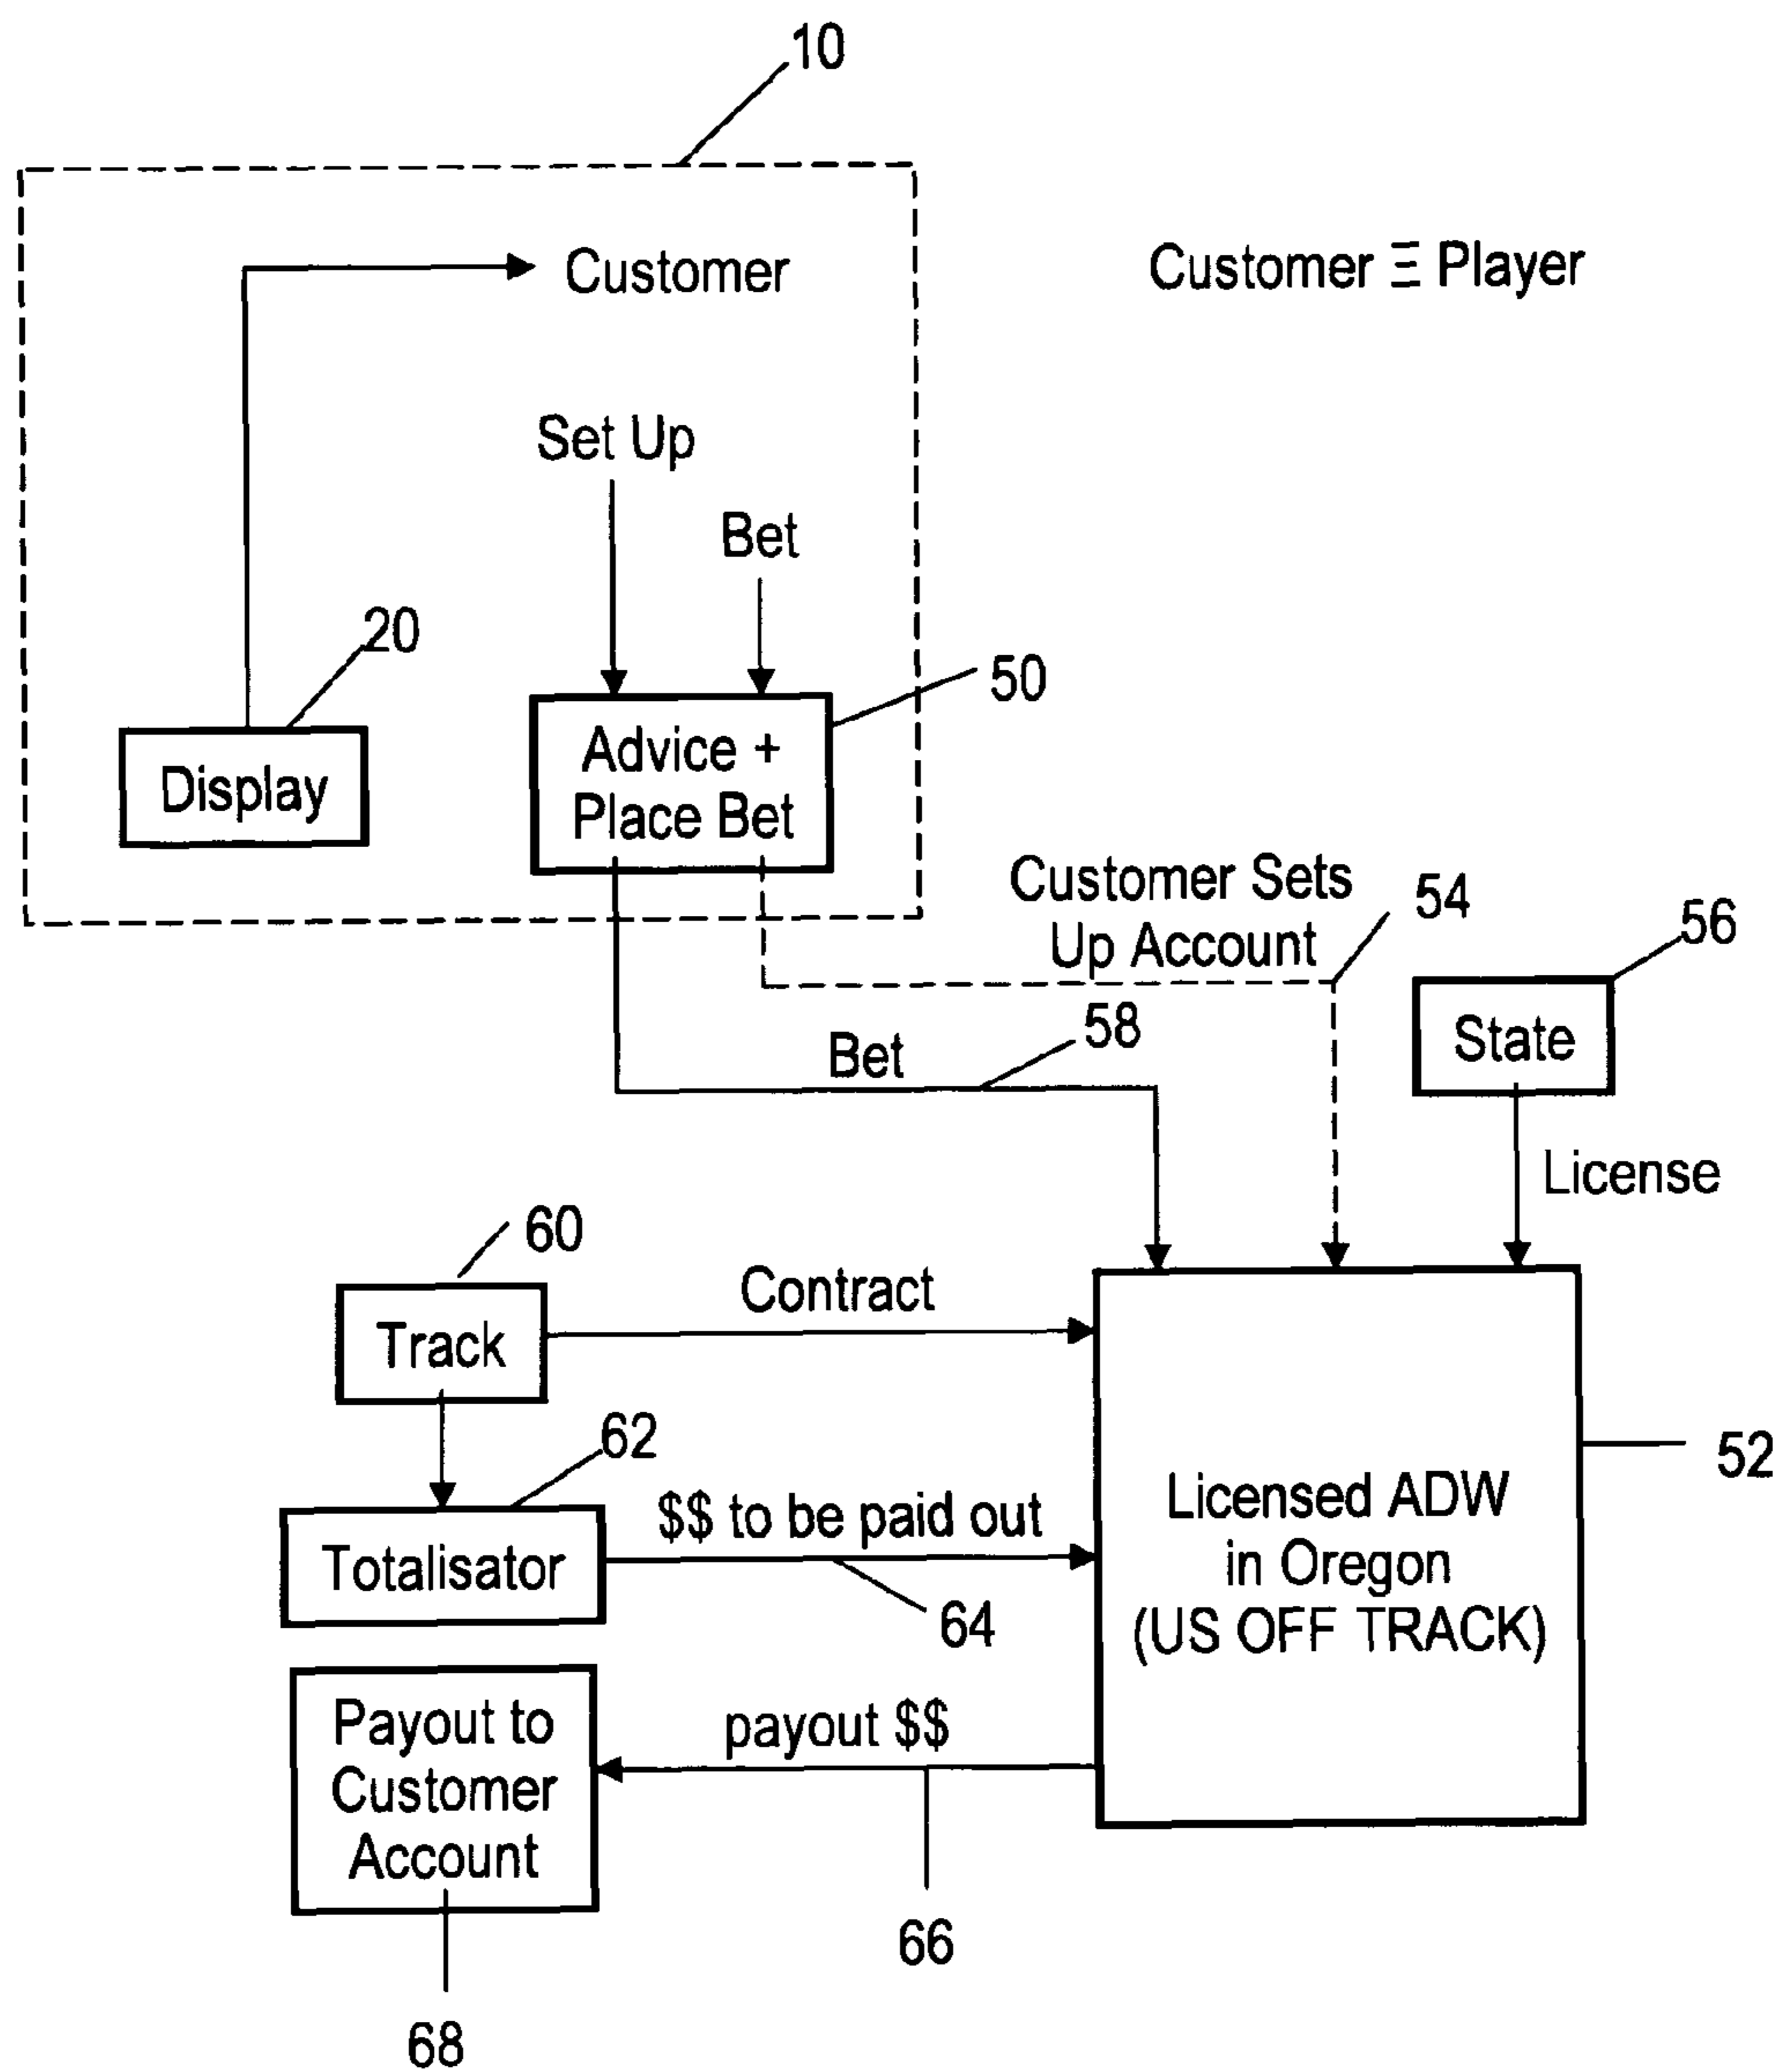 10
Customer
Customer ≡ Player
Set Up
Bet
20
50
Display
Advice +
Place Bet
Customer Sets
Up Account
54
56
State
58
Bet
License
60
Contract
Track
62
52
$$ to be paid out
Totalisator
64
Licensed ADW
in Oregon
(US OFF TRACK)
Payout to
Customer
Account
payout $$
66
68